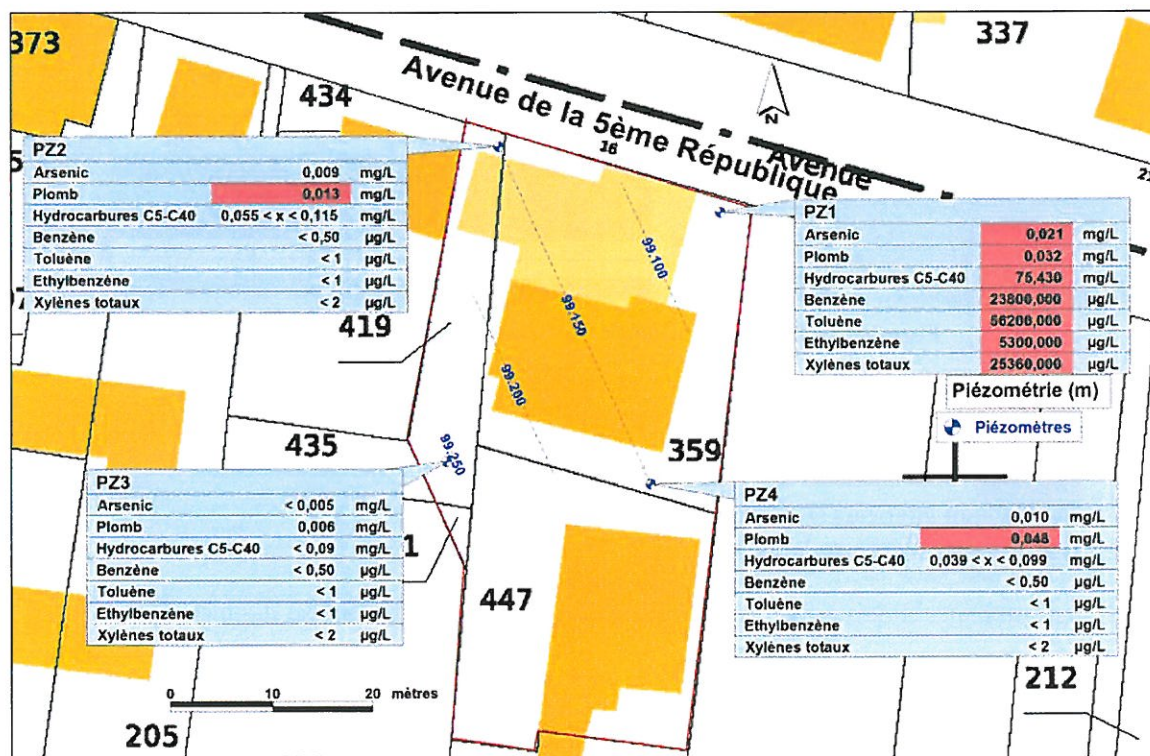 373
337
434
Avenue de la 5ème République
Avenue
16
N
PZ2
Arsenic 0,009 mg/L
Plomb 0,013 mg/L
Hydrocarbures C5-C40 0,055 < x < 0,115 mg/L
Benzène < 0,50 µg/L
Toluène < 1 µg/L
Ethylbenzène < 1 µg/L
Xylènes totaux < 2 µg/L
PZ1
Arsenic 0,021 mg/L
Plomb 0,032 mg/L
Hydrocarbures C5-C40 75,430 mg/L
Benzène 23800,000 µg/L
Toluène 56200,000 µg/L
Ethylbenzène 5300,000 µg/L
Xylènes totaux 25360,000 µg/L
99.100
99.150
99.200
99.250
419
Piézométrie (m)
Piézomètres
435
359
PZ3
Arsenic < 0,005 mg/L
Plomb 0,006 mg/L
Hydrocarbures C5-C40 < 0,09 mg/L
Benzène < 0,50 µg/L
Toluène < 1 µg/L
Ethylbenzène < 1 µg/L
Xylènes totaux < 2 µg/L
1
PZ4
Arsenic 0,010 mg/L
Plomb 0,048 mg/L
Hydrocarbures C5-C40 0,039 < x < 0,099 mg/L
Benzène < 0.50 µg/L
Toluène < 1 µg/L
Ethylbenzène < 1 µg/L
Xylènes totaux < 2 µg/L
447
212
0 10 20 mètres
205